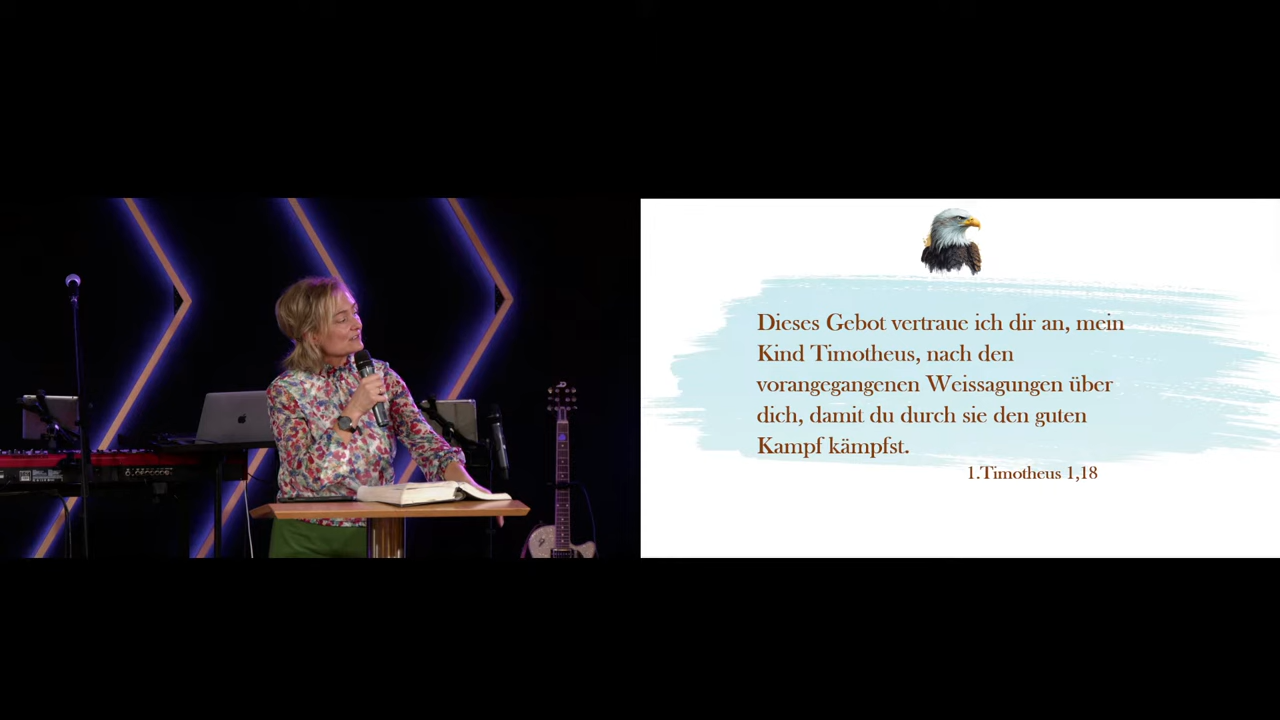 Dieses Gebot vertraue ich dir an, mein
Kind Timotheus, nach den
vorangegangenen Weissagungen über
dich, damit du durch sie den guten
Kampf kämpfst.
1.Timotheus 1,18